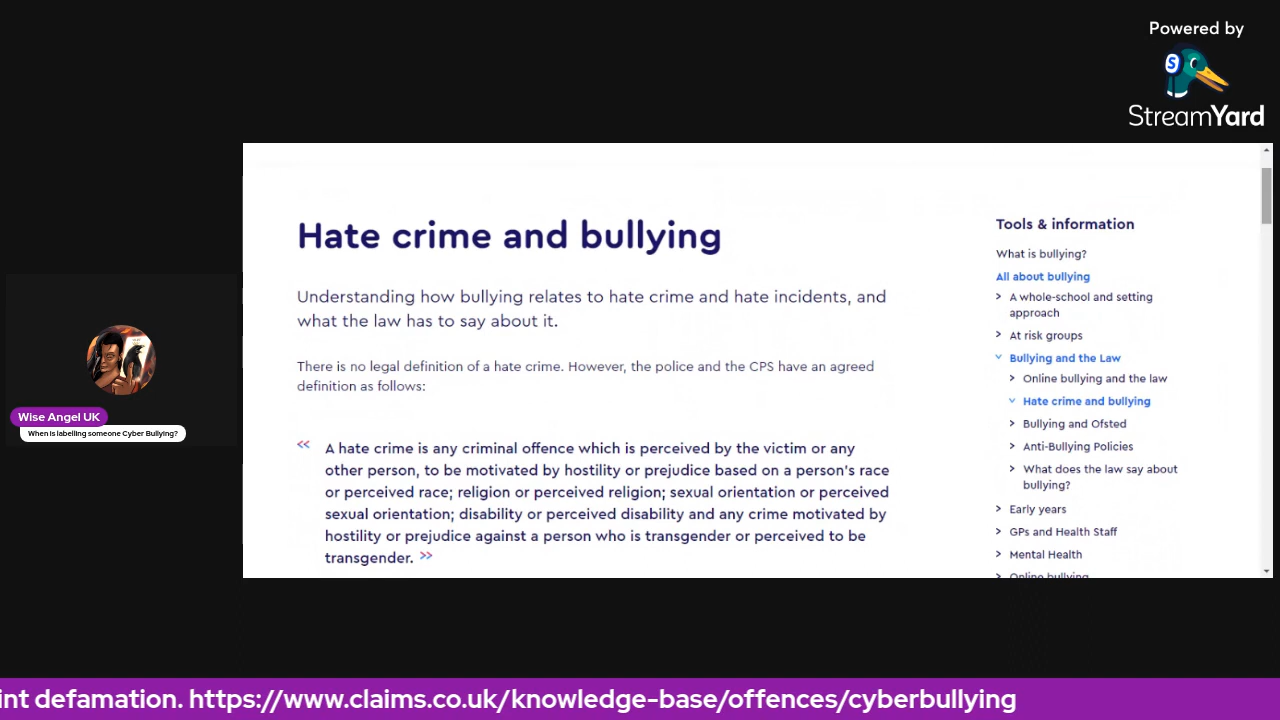 Powered by
StreamYard
Hate crime and bullying
Understanding how bullying relates to hate crime and hate incidents, and
what the law has to say about it.
There is no legal definition of a hate crime. However, the police and the CPS have an agreed
definition as follows:
« A hate crime is any criminal offence which is perceived by the victim or any
other person, to be motivated by hostility or prejudice based on a person's race
or perceived race; religion or perceived religion; sexual orientation or perceived
sexual orientation; disability or perceived disability and any crime motivated by
hostility or prejudice against a person who is transgender or perceived to be
transgender. »
Tools & information
What is bullying?
All about bullying
A whole-school and setting
approach
At risk groups
Bullying and the Law
Online bullying and the law
Hate crime and bullying
Bullying and Ofsted
Anti-Bullying Policies
What does the law say about
bullying?
Early years
GPs and Health Staff
Mental Health
Online bullying
Wise Angel UK
When is labelling someone Cyber Bullying?
int defamation. https://www.claims.co.uk/knowledge-base/offences/cyberbullying